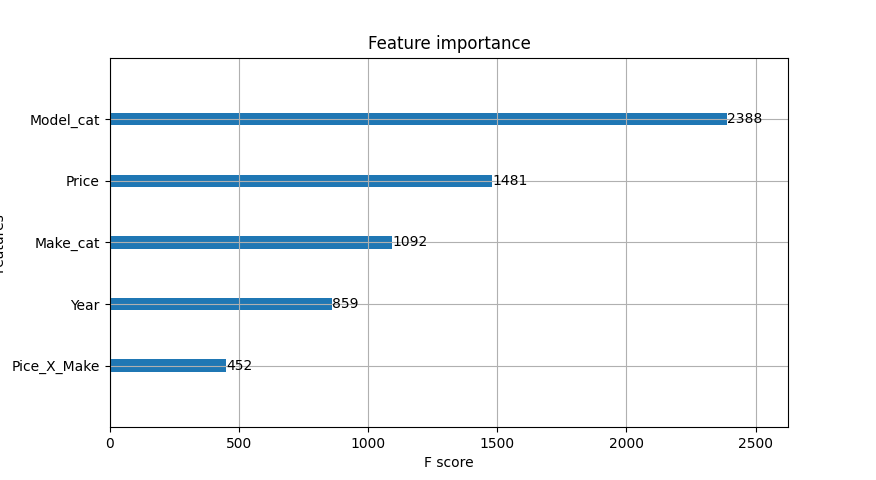 Feature importance
Model_cat
2388
Price
1481
Make_cat
1092
Year
859
Pice_X_Make
452
0 500 1000 1500 2000 2500
F score